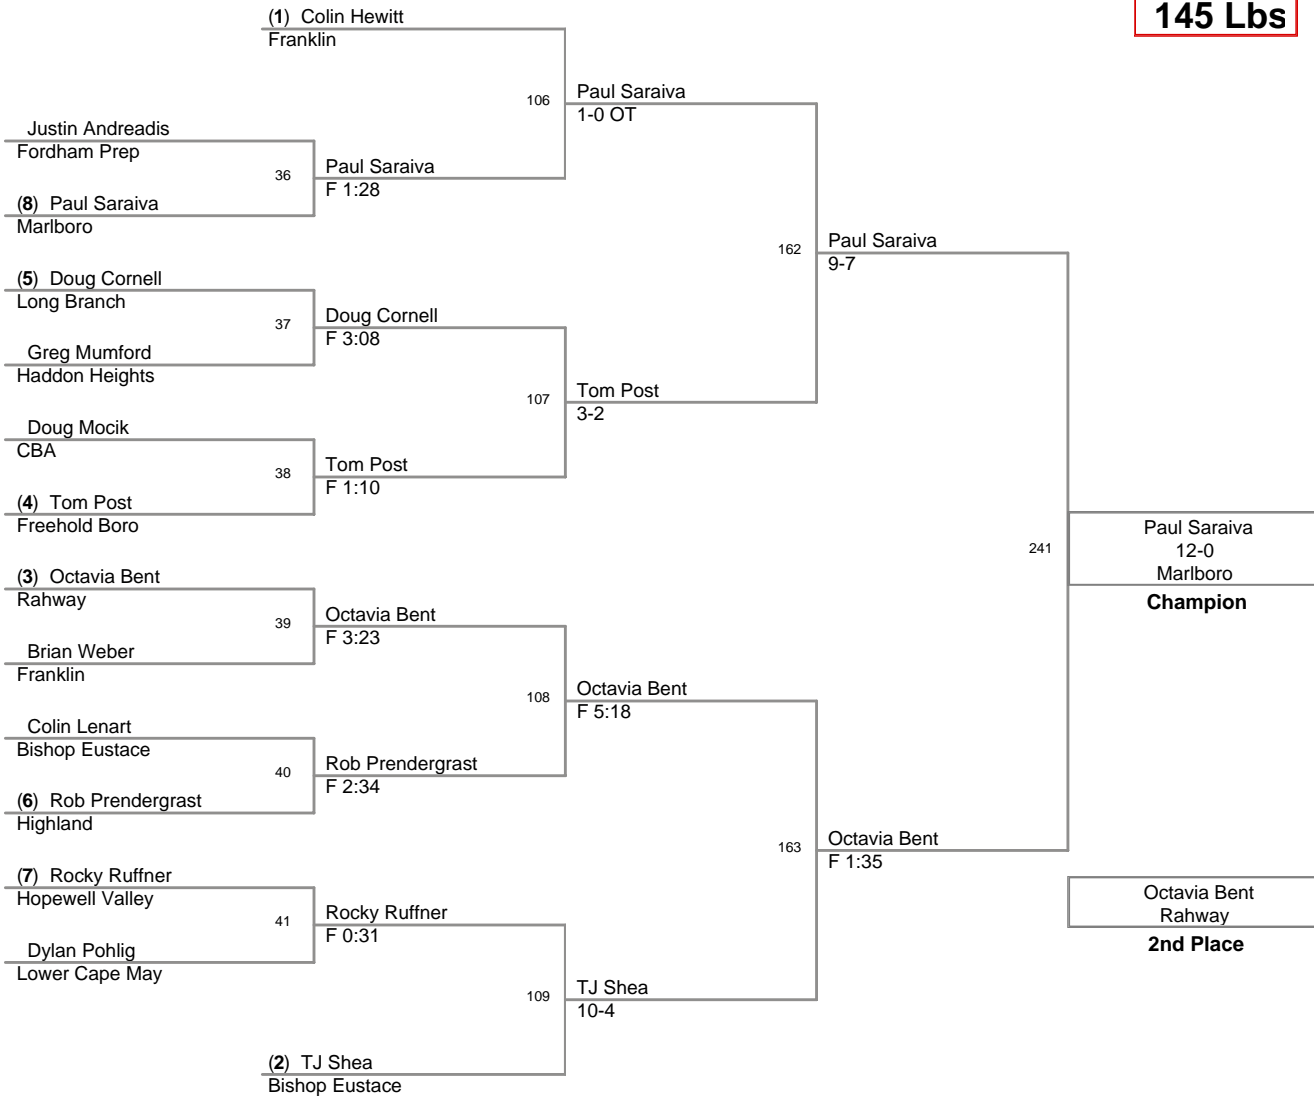 145 Lbs
(1) Colin Hewitt
Franklin
106
Paul Saraiva
1-0 OT
Justin Andreadis
Fordham Prep
36
Paul Saraiva
F 1:28
(8) Paul Saraiva
Marlboro
162
Paul Saraiva
9-7
(5) Doug Cornell
Long Branch
37
Doug Cornell
F 3:08
Greg Mumford
Haddon Heights
107
Tom Post
3-2
Doug Mocik
CBA
38
Tom Post
F 1:10
(4) Tom Post
Freehold Boro
241
Paul Saraiva
12-0
Marlboro
Champion
(3) Octavia Bent
Rahway
39
Octavia Bent
F 3:23
Brian Weber
Franklin
108
Octavia Bent
F 5:18
Colin Lenart
Bishop Eustace
40
Rob Prendergrast
F 2:34
(6) Rob Prendergrast
Highland
163
Octavia Bent
F 1:35
(7) Rocky Ruffner
Hopewell Valley
41
Rocky Ruffner
F 0:31
Dylan Pohlig
Lower Cape May
Octavia Bent
Rahway
2nd Place
109
TJ Shea
10-4
(2) TJ Shea
Bishop Eustace